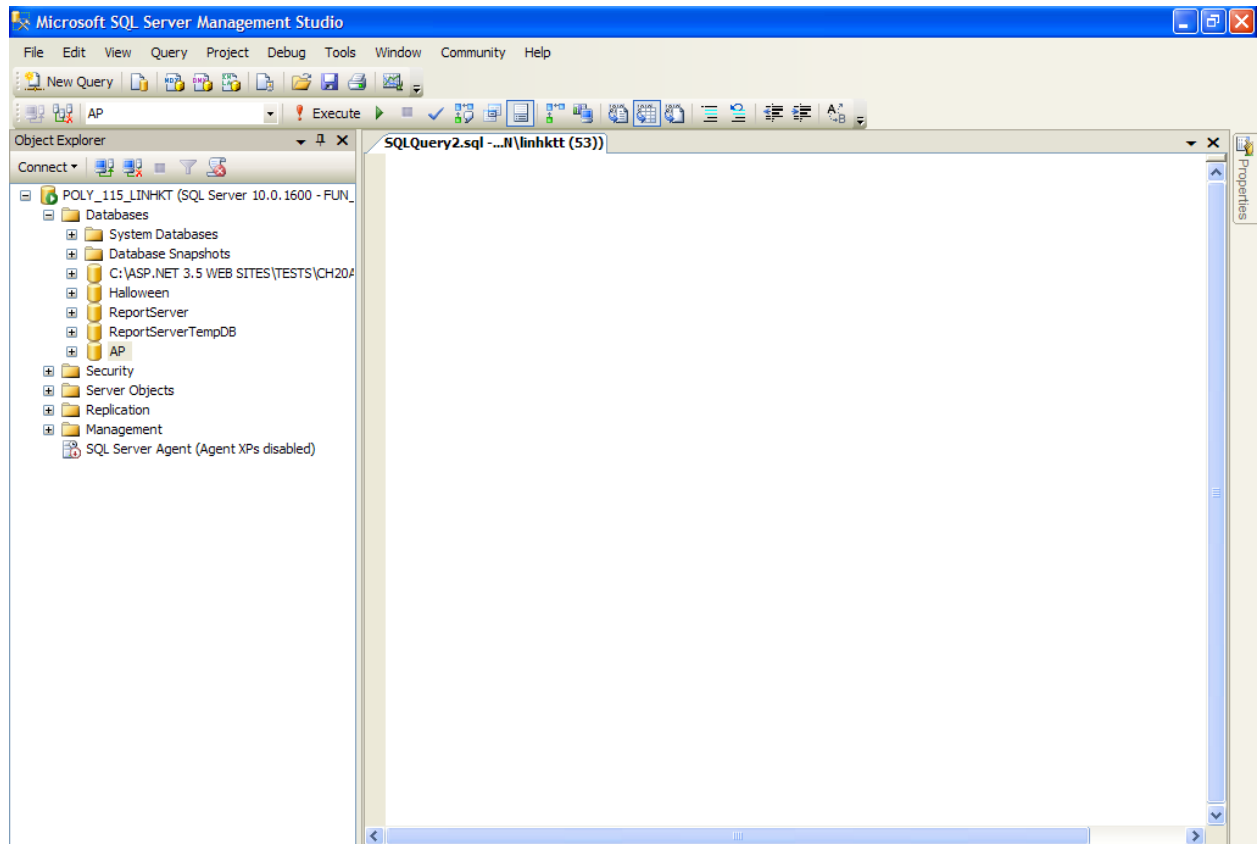 Microsoft SQL Server Management Studio
File Edit View Query Project Debug Tools Window Community Help
New Query
AP Execute
Object Explorer
SQLQuery2.sql -...N\linhktt (53))
Connect
Properties
POLY_115_LINHKT (SQL Server 10.0.1600 - FUN_
Databases
System Databases
Database Snapshots
C:\ASP.NET 3.5 WEB SITES\TESTS\CH20A
Halloween
ReportServer
ReportServerTempDB
AP
Security
Server Objects
Replication
Management
SQL Server Agent (Agent XPs disabled)